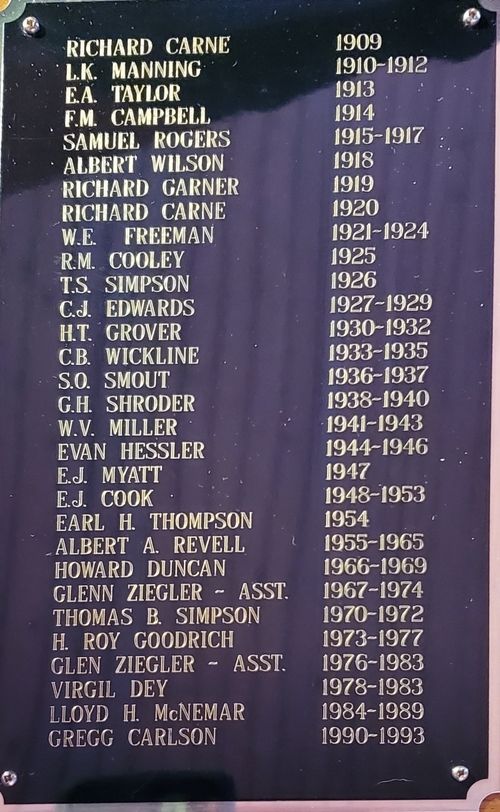 RICHARD CARNE 1909
L.K. MANNING 1910-1912
E.A. TAYLOR 1913
F.M. CAMPBELL 1914
SAMUEL ROGERS 1915-1917
ALBERT WILSON 1918
RICHARD GARNER 1919
RICHARD CARNE 1920
W.E. FREEMAN 1921-1924
R.M. COOLEY 1925
T.S. SIMPSON 1926
C.J. EDWARDS 1927-1929
H.T. GROVER 1930-1932
C.B. WICKLINE 1933-1935
S.O. SMOUT 1936-1937
G.H. SHRODER 1938-1940
W.V. MILLER 1941-1943
EVAN HESSLER 1944-1946
E.J. MYATT 1947
E.J. COOK 1948-1953
EARL H. THOMPSON 1954
ALBERT A. REVELL 1955-1965
HOWARD DUNCAN 1966-1969
GLENN ZIEGLER - ASST. 1967-1974
THOMAS B. SIMPSON 1970-1972
H. ROY GOODRICH 1973-1977
GLEN ZIEGLER - ASST. 1976-1983
VIRGIL DEY 1978-1983
LLOYD H. McNEMAR 1984-1989
GREGG CARLSON 1990-1993